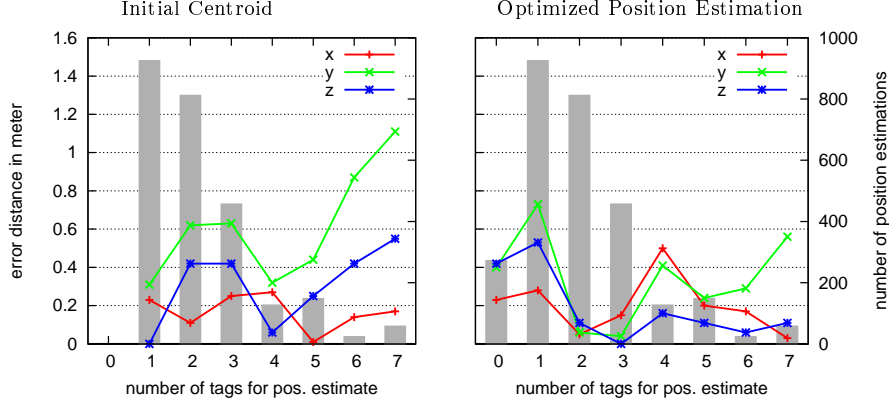 Initial Centroid
Optimized Position Estimation
error distance in meter
1.6
1.4
1.2
1
0.8
0.6
0.4
0.2
0
x
y
z
0 1 2 3 4 5 6 7
number of tags for pos. estimate
x
y
z
0 1 2 3 4 5 6 7
number of tags for pos. estimate
1000
800
600
400
200
0
number of position estimations